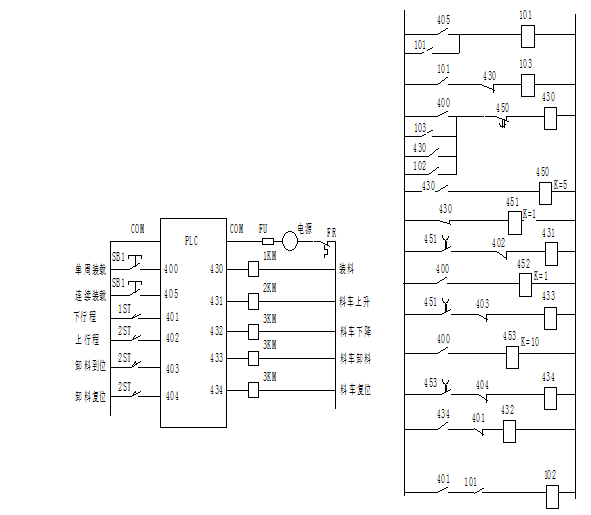 COM
PLC
COM
FU
电源
FR
SB1
单周装载
400
430
1KM
装料
SB1
连续装载
405
431
2KM
料车上升
下行程
1ST
401
432
3KM
料车下降
上行程
2ST
402
433
3KM
料车卸料
卸料到位
2ST
403
434
3KM
料车复位
卸料复位
2ST
404
405
101
101
101
430
103
400
450
430
103
430
102
430
450
K=5
430
451
K=1
451
402
431
400
452
K=1
451
403
433
400
453
K=10
453
404
434
434
401
432
401
101
102